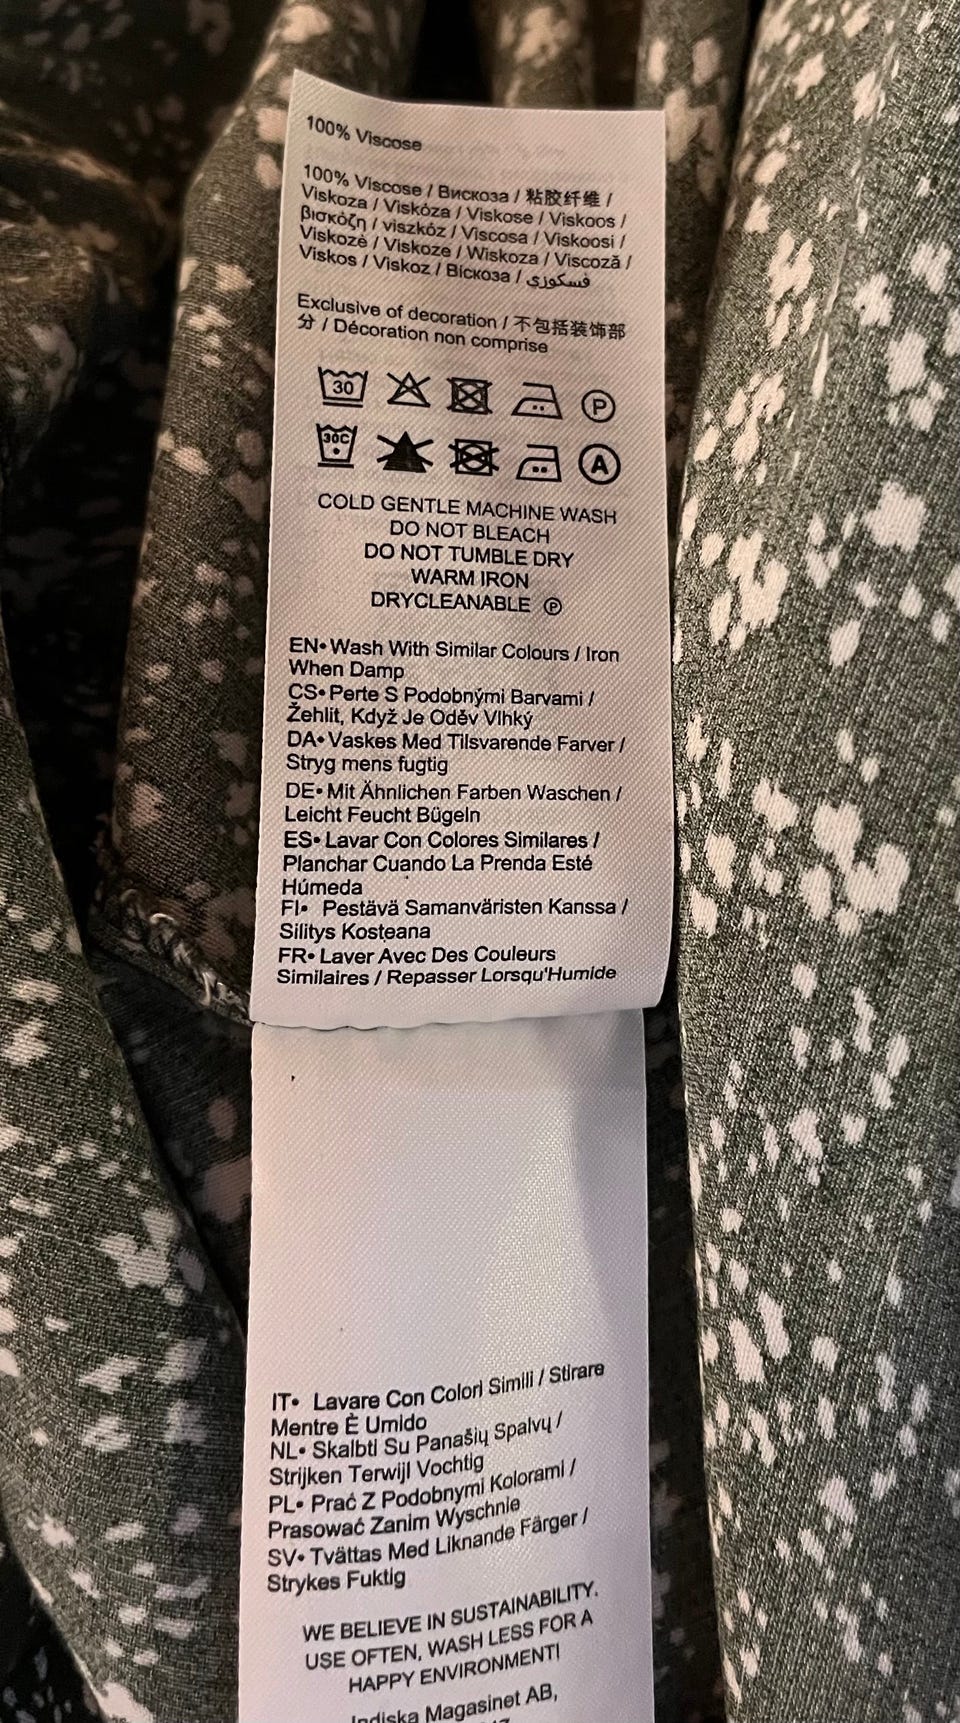 100% Viscose
100% Viscose / Вискоза / 粘胶纤维 /
Viskoza / Viskóza / Viskose / Viskoos /
βισκόζη / viszkóz / Viscosa / Viskoosi /
Viskozė / Viskoze / Wiskoza / Viscoză /
Viskos / Viskoz / Віскоза / فسكوزي
Exclusive of decoration / 不包括装饰部
分 / Décoration non comprise
30 P
30C A
COLD GENTLE MACHINE WASH
DO NOT BLEACH
DO NOT TUMBLE DRY
WARM IRON
DRYCLEANABLE Ⓟ
EN• Wash With Similar Colours / Iron
When Damp
CS• Perte S Podobnými Barvami /
Žehlit, Když Je Oděv Vlhký
DA• Vaskes Med Tilsvarende Farver /
Stryg mens fugtig
DE• Mit Ähnlichen Farben Waschen /
Leicht Feucht Bügeln
ES• Lavar Con Colores Similares /
Planchar Cuando La Prenda Esté
Húmeda
FI• Pestävä Samanväristen Kanssa /
Silitys Kosteana
FR• Laver Avec Des Couleurs
Similaires / Repasser Lorsqu'Humide
IT• Lavare Con Colori Simili / Stirare
Mentre È Umido
NL• Skalbti Su Panašių Spalvų /
Strijken Terwijl Vochtig
PL• Prać Z Podobnymi Kolorami /
Prasować Zanim Wyschnie
SV• Tvättas Med Liknande Färger /
Strykes Fuktig
WE BELIEVE IN SUSTAINABILITY.
USE OFTEN, WASH LESS FOR A
HAPPY ENVIRONMENT!
Indiska Magasinet AB,